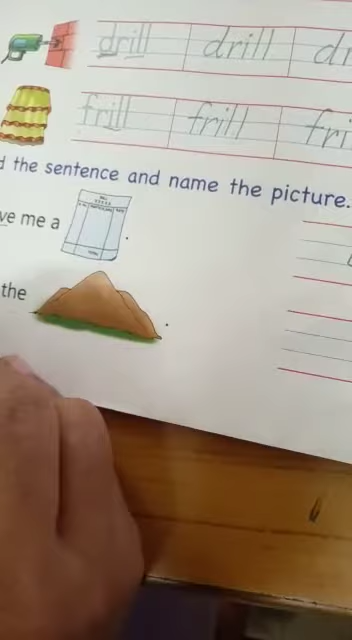 drill drill dr
frill frill fri
the sentence and name the picture.
ve me a .
the .